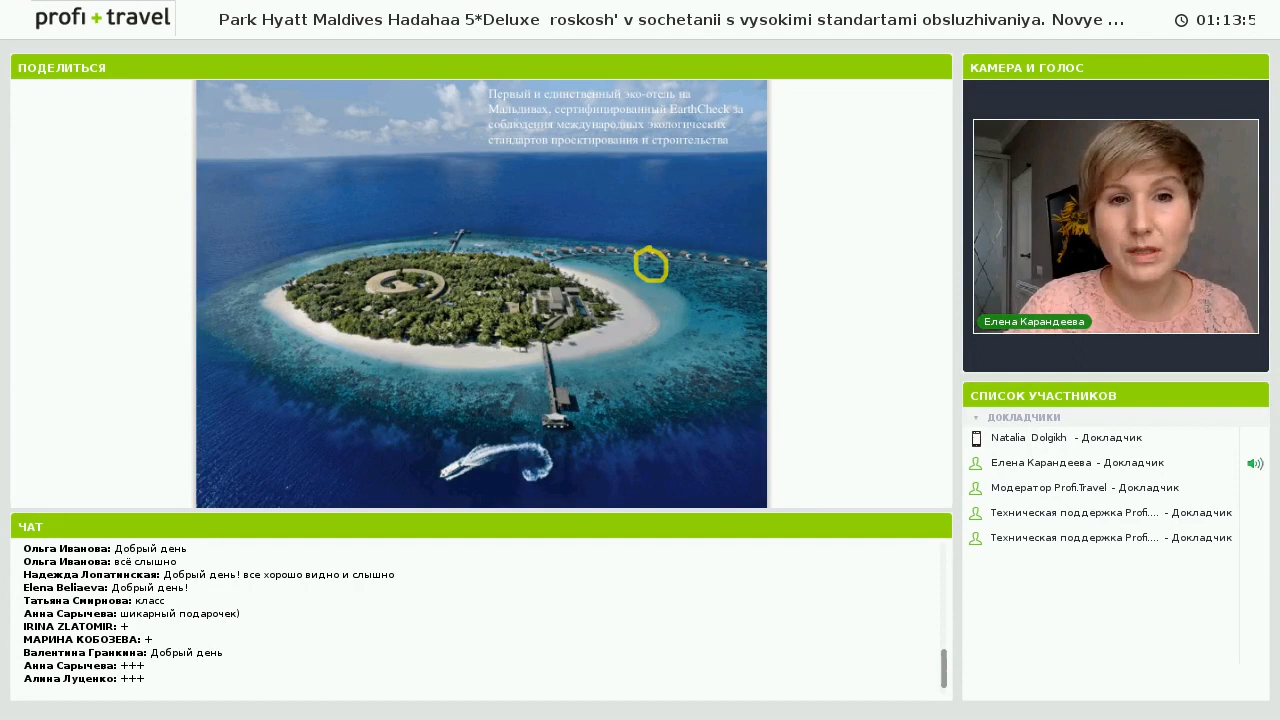 profi + travel
Park Hyatt Maldives Hadahaa 5*Deluxe roskosh' v sochetanii s vysokimi standartami obsluzhivaniya. Novye ...
01:13:5
ПОДЕЛИТЬСЯ
Первый и единственный эко-отель на
Мальдивах, сертифицированный EarthCheck за
соблюдения международных экологических
стандартов проектирования и строительства
КАМЕРА И ГОЛОС
Елена Карандеева
СПИСОК УЧАСТНИКОВ
ДОКЛАДЧИКИ
Natalia Dolgikh - Докладчик
Елена Карандеева - Докладчик
Модератор Profi.Travel - Докладчик
Техническая поддержка Profi.... - Докладчик
Техническая поддержка Profi.... - Докладчик
ЧАТ
Ольга Иванова: Добрый день
Ольга Иванова: всё слышно
Надежда Лопатинская: Добрый день! все хорошо видно и слышно
Elena Beliaeva: Добрый день!
Татьяна Смирнова: класс
Анна Сарычева: шикарный подарочек)
IRINA ZLATOMIR: +
МАРИНА КОБОЗЕВА: +
Валентина Гранкина: Добрый день
Анна Сарычева: +++
Алина Луценко: +++